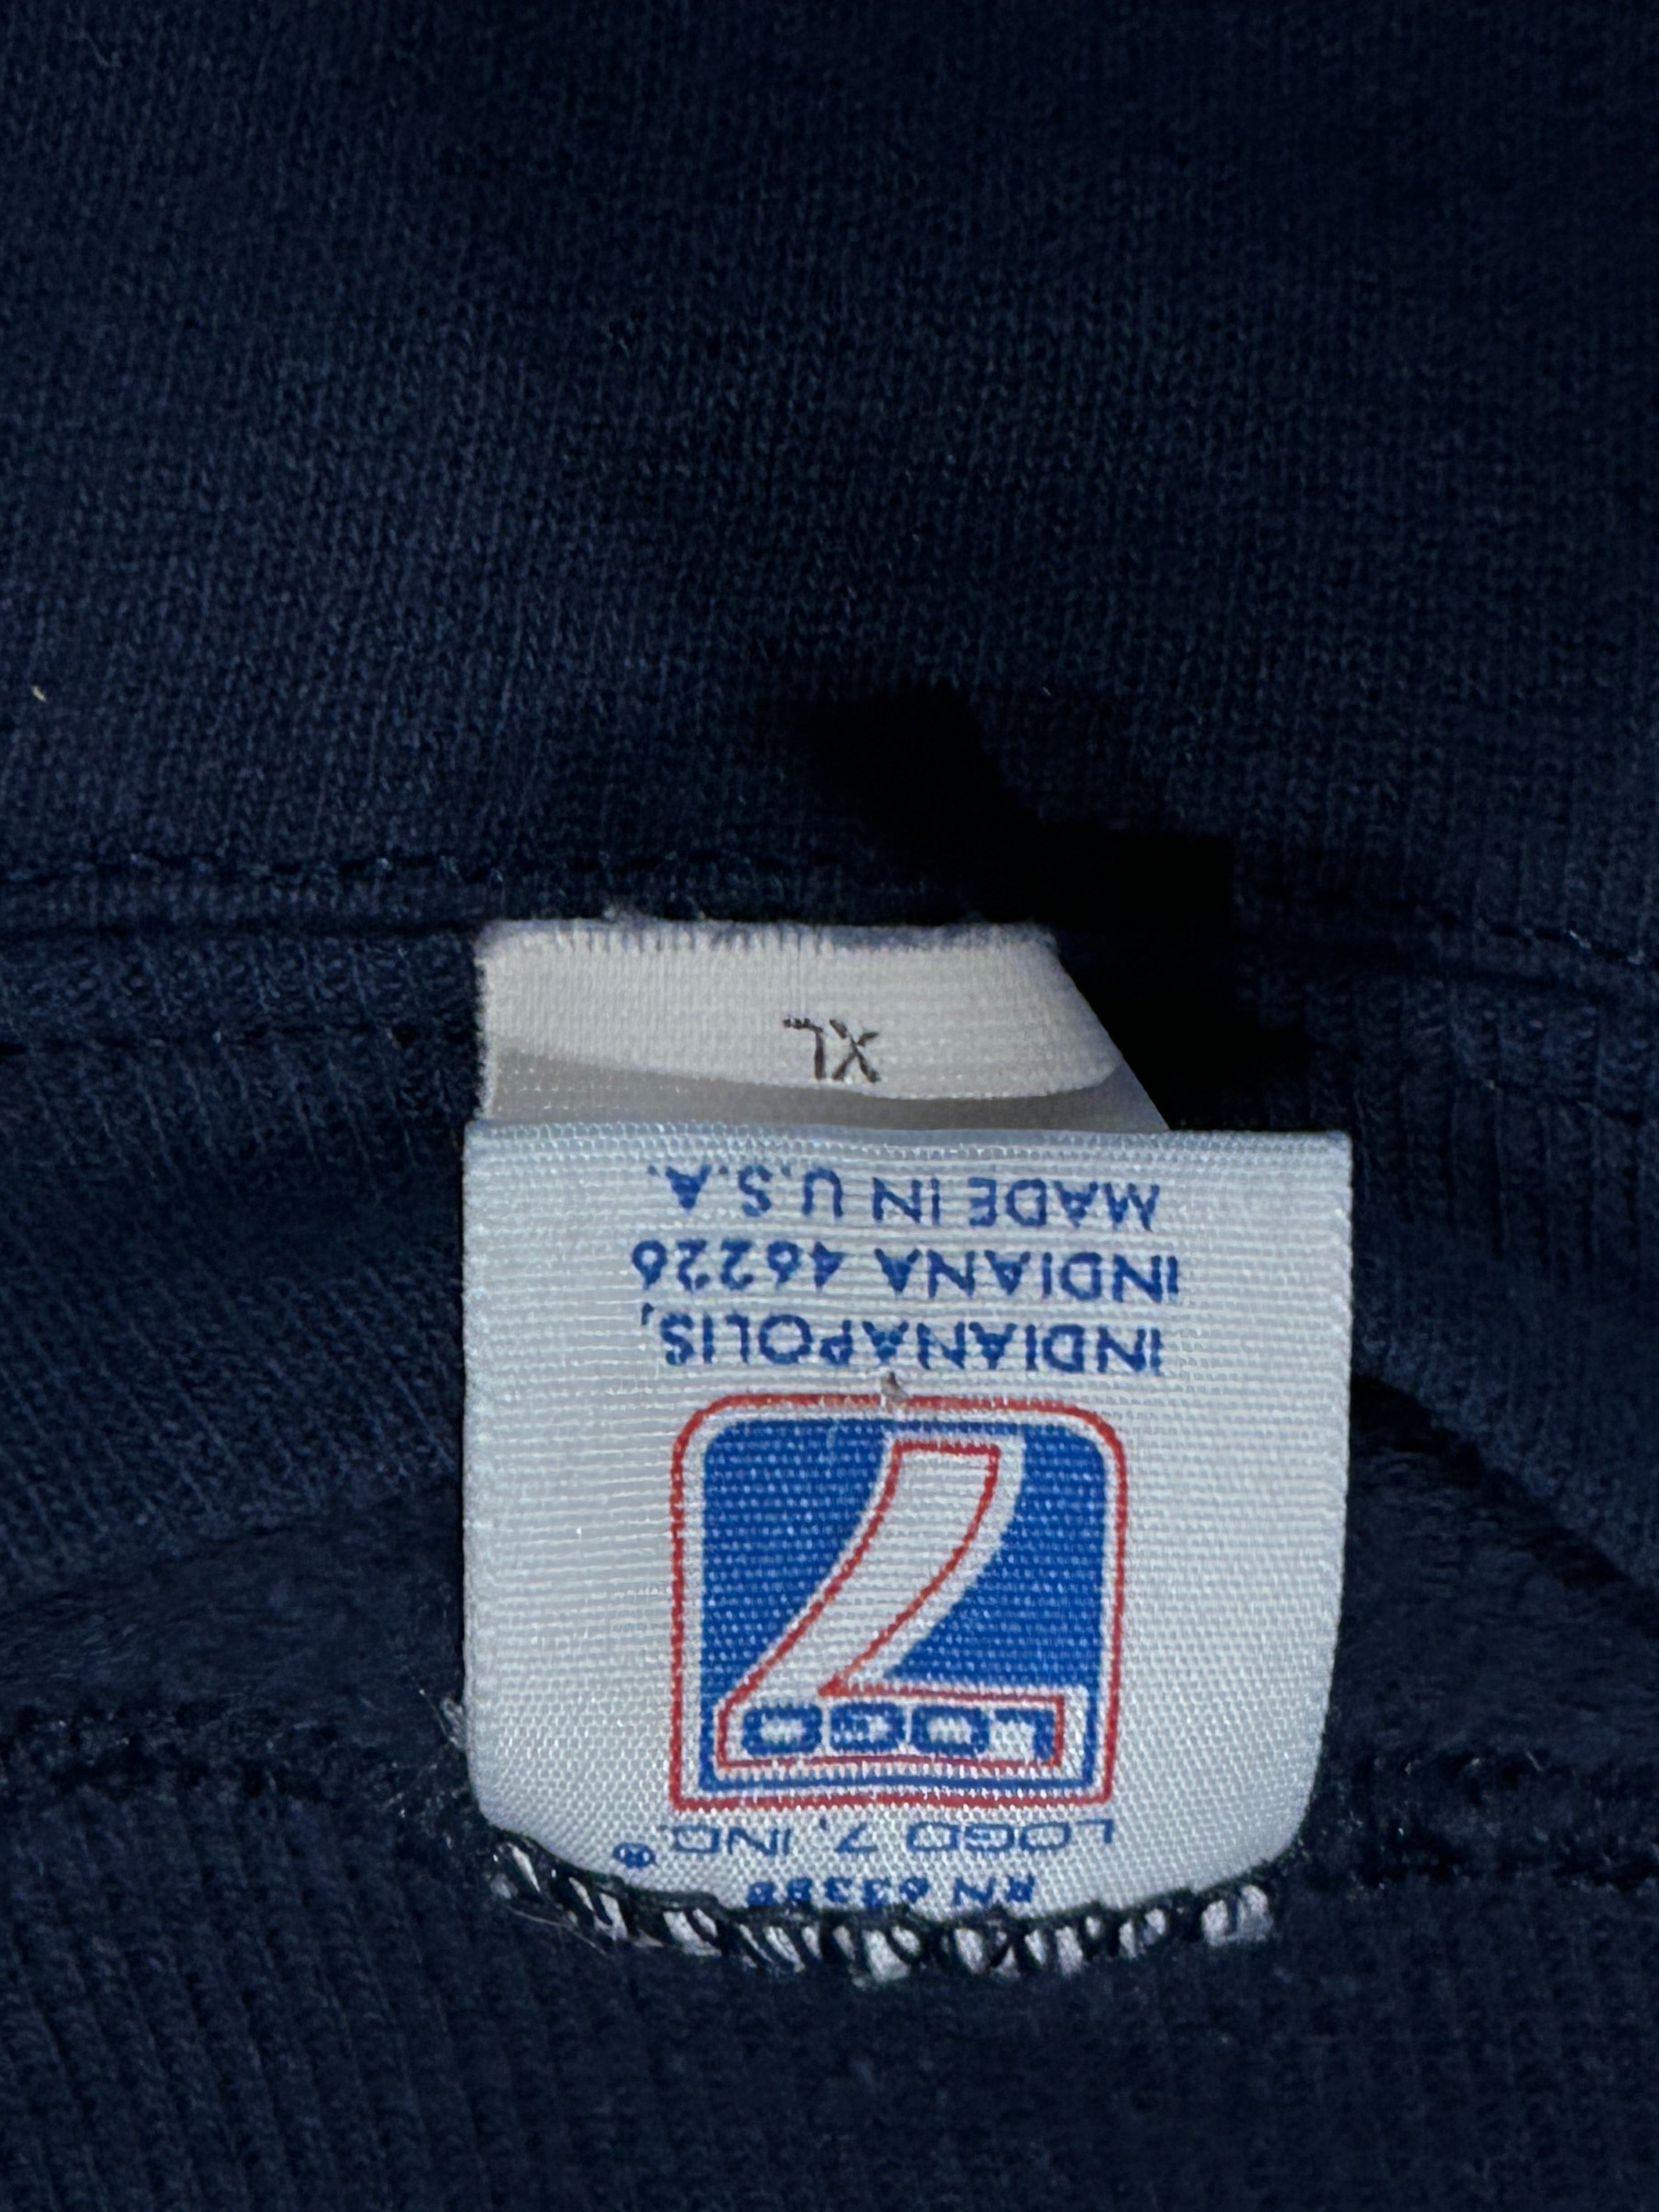 RN 63388
LOGO 7, INC.®
LOGO
7
INDIANAPOLIS,
INDIANA 46226
MADE IN U.S.A.
XL